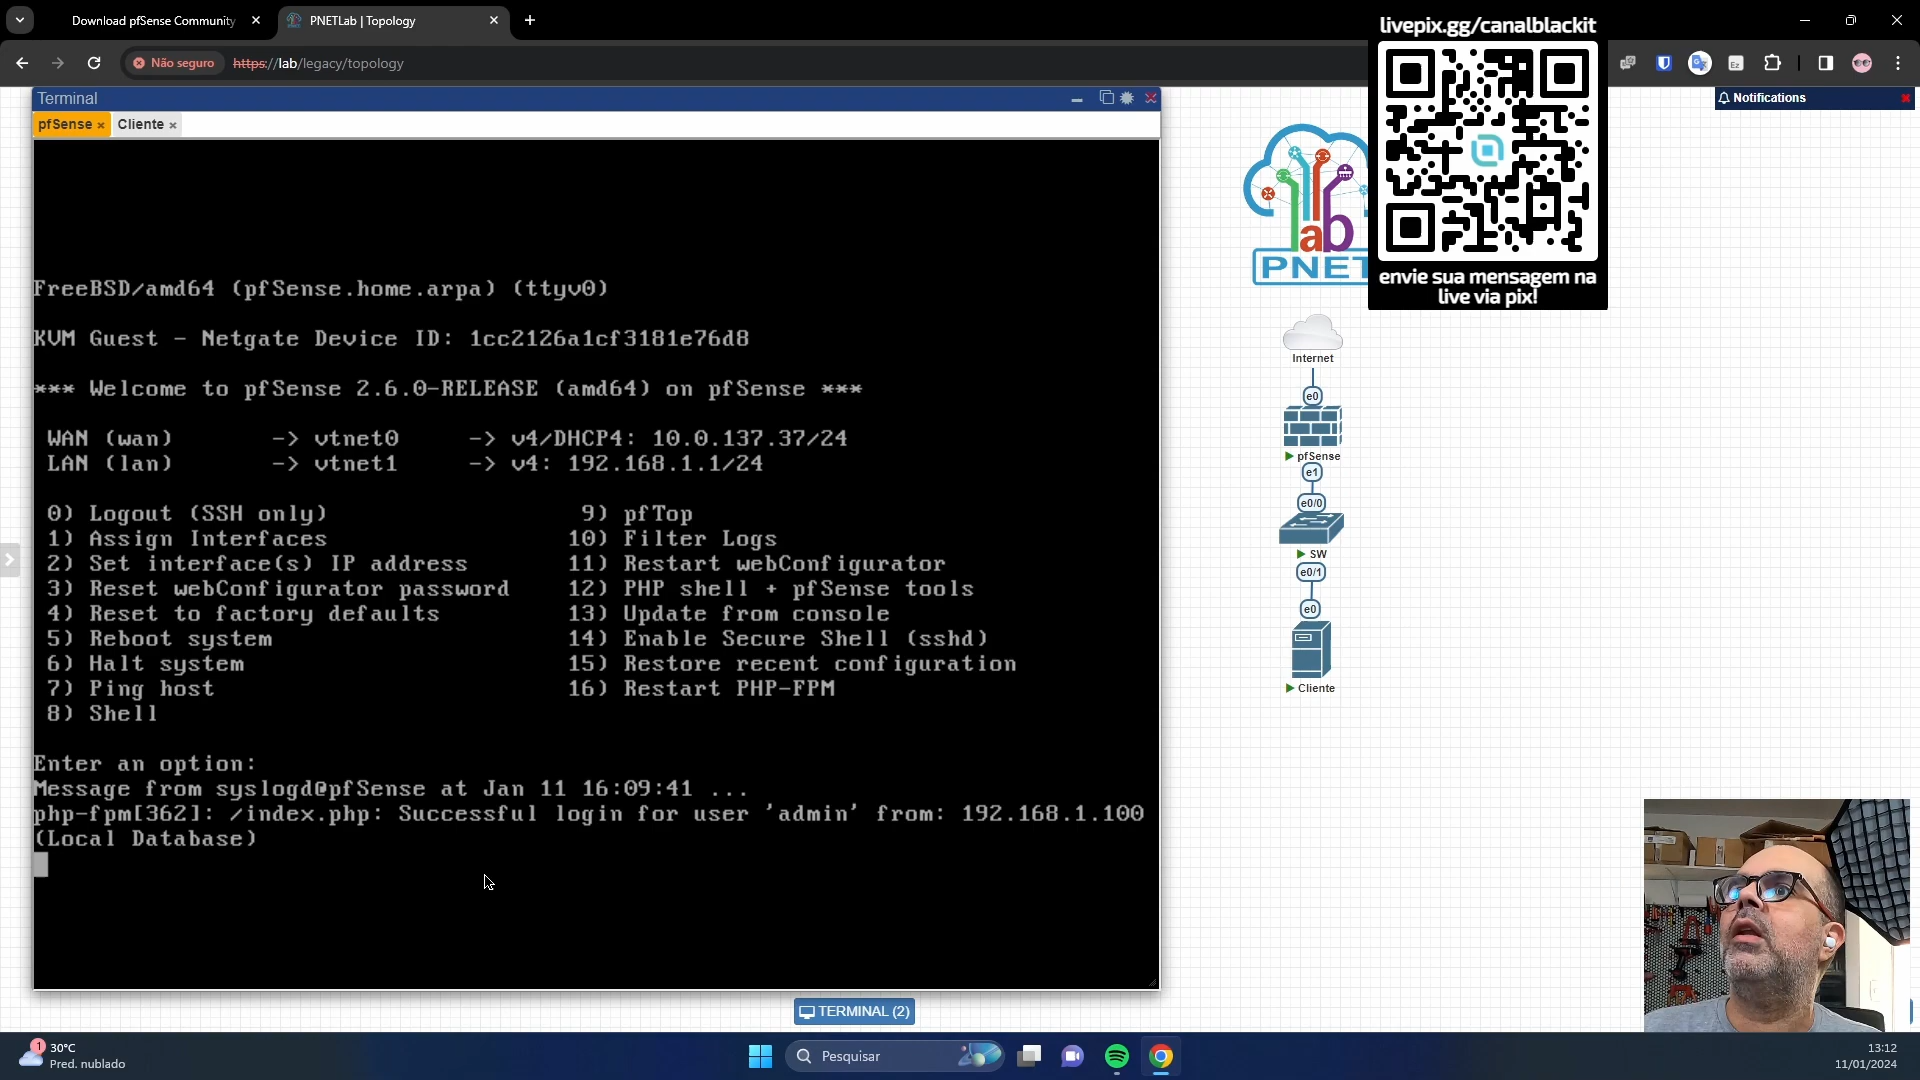 Download pfSense Community
PNETLab | Topology
Não seguro
https://lab/legacy/topology
livepix.gg/canalblackit
envie sua mensagem na
live via pix!
Notifications
Terminal
pfSense ×
Cliente ×
FreeBSD/amd64 (pfSense.home.arpa) (ttyv0)
KVM Guest - Netgate Device ID: 1cc2126a1cf3181e76d8
*** Welcome to pfSense 2.6.0-RELEASE (amd64) on pfSense ***
WAN (wan) -> vtnet0 -> v4/DHCP4: 10.0.137.37/24
LAN (lan) -> vtnet1 -> v4: 192.168.1.1/24
0) Logout (SSH only) 9) pfTop
1) Assign Interfaces 10) Filter Logs
2) Set interface(s) IP address 11) Restart webConfigurator
3) Reset webConfigurator password 12) PHP shell + pfSense tools
4) Reset to factory defaults 13) Update from console
5) Reboot system 14) Enable Secure Shell (sshd)
6) Halt system 15) Restore recent configuration
7) Ping host 16) Restart PHP-FPM
8) Shell
Enter an option:
Message from syslogd@pfSense at Jan 11 16:09:41 ...
php-fpm[362]: /index.php: Successful login for user 'admin' from: 192.168.1.100
(Local Database)
lab
PNET
Internet
e0
pfSense
e1
e0/0
SW
e0/1
e0
Cliente
TERMINAL (2)
1
30°C
Pred. nublado
Pesquisar
13:12
11/01/2024